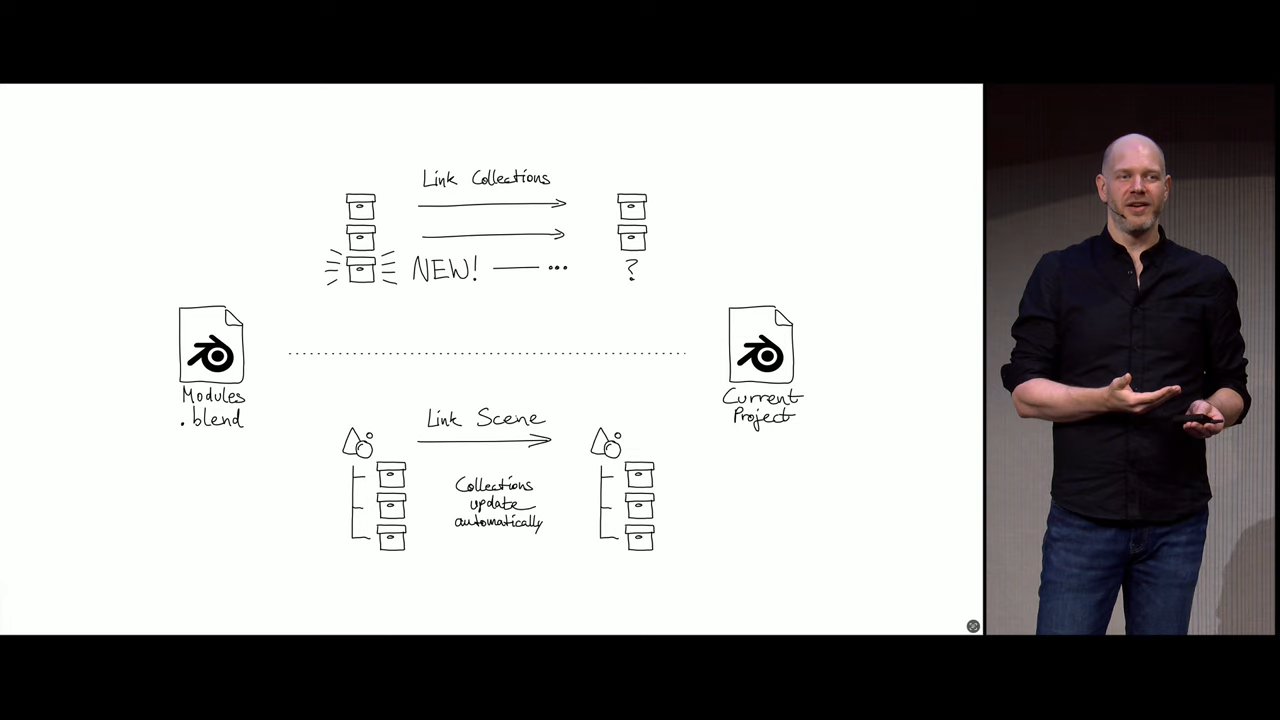 Link Collections
NEW!
?
Modules
.blend
Current
Project
Link Scene
Collections
update
automatically